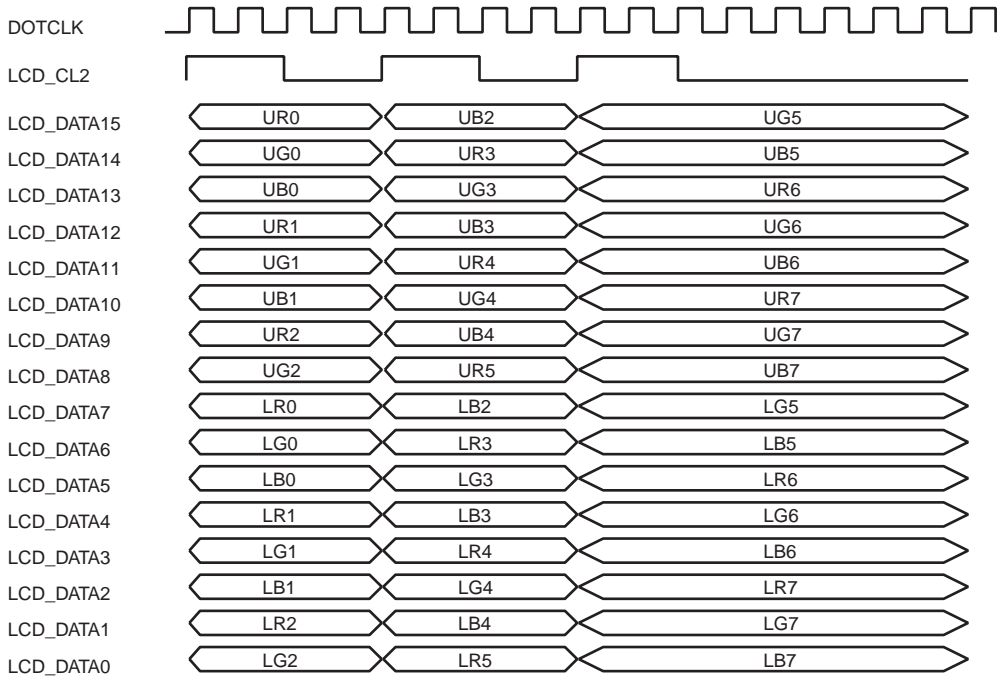 DOTCLK
LCD_CL2
LCD_DATA15 UR0 UB2 UG5
LCD_DATA14 UG0 UR3 UB5
LCD_DATA13 UB0 UG3 UR6
LCD_DATA12 UR1 UB3 UG6
LCD_DATA11 UG1 UR4 UB6
LCD_DATA10 UB1 UG4 UR7
LCD_DATA9 UR2 UB4 UG7
LCD_DATA8 UG2 UR5 UB7
LCD_DATA7 LR0 LB2 LG5
LCD_DATA6 LG0 LR3 LB5
LCD_DATA5 LB0 LG3 LR6
LCD_DATA4 LR1 LB3 LG6
LCD_DATA3 LG1 LR4 LB6
LCD_DATA2 LB1 LG4 LR7
LCD_DATA1 LR2 LB4 LG7
LCD_DATA0 LG2 LR5 LB7